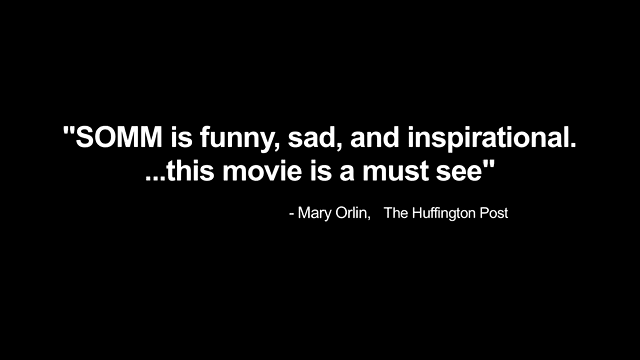 "SOMM is funny, sad, and inspirational.
...this movie is a must see"
- Mary Orlin, The Huffington Post